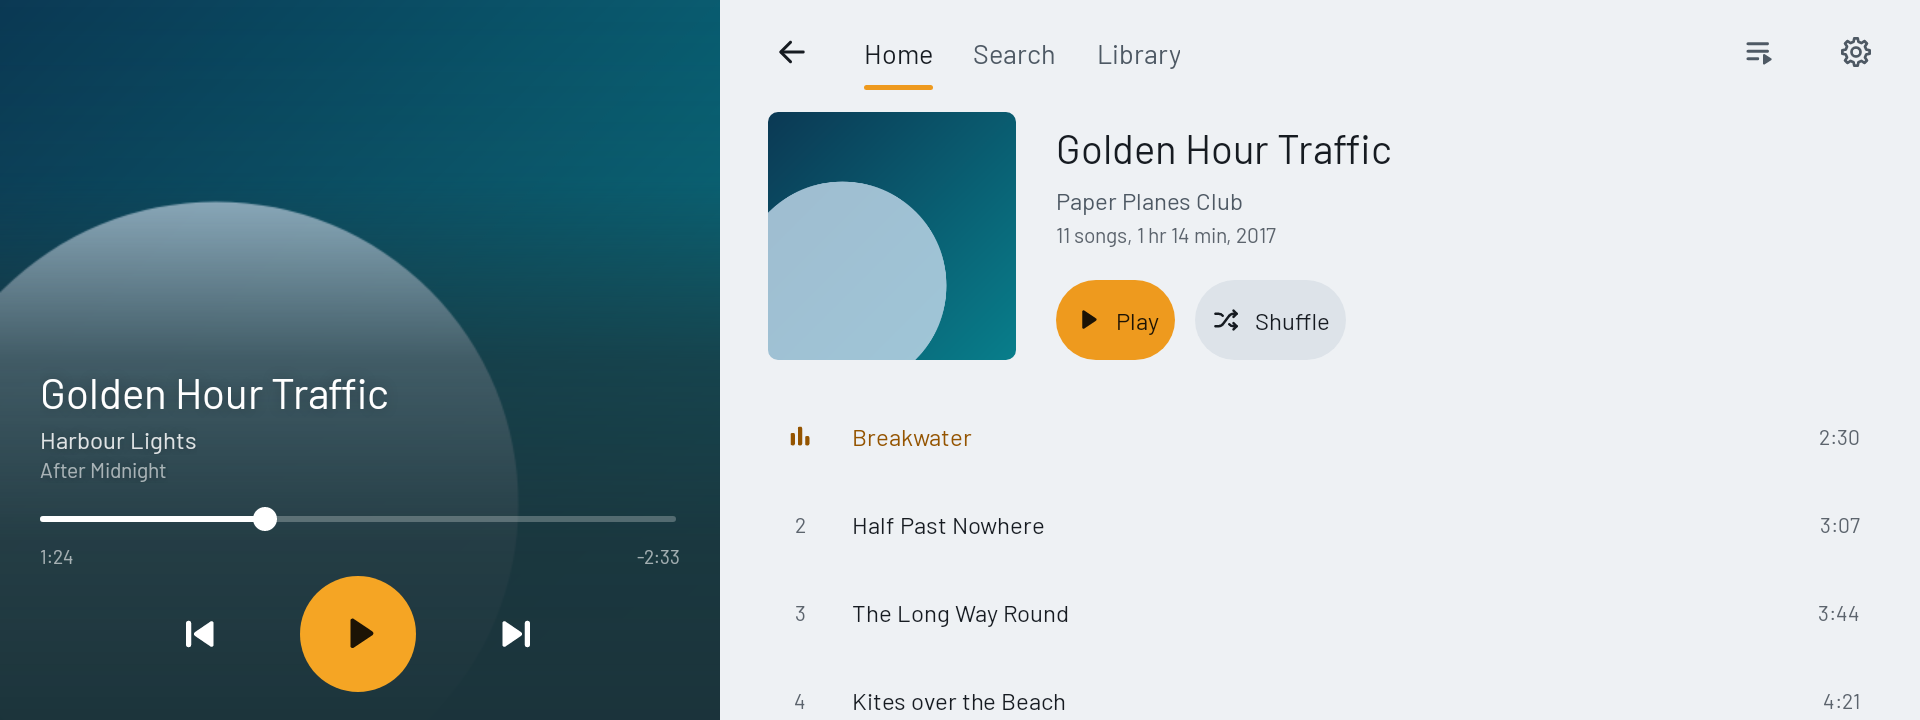 Golden Hour Traffic
Harbour Lights
After Midnight
1:24
-2:33
Home Search Library
Golden Hour Traffic
Paper Planes Club
11 songs, 1 hr 14 min, 2017
Play Shuffle
Breakwater 2:30
2 Half Past Nowhere 3:07
3 The Long Way Round 3:44
4 Kites over the Beach 4:21